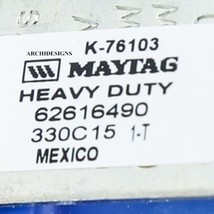 ARCHIDESIGNS
K-76103
MAYTAG
HEAVY DUTY
62616490
330C15 1-T
MEXICO